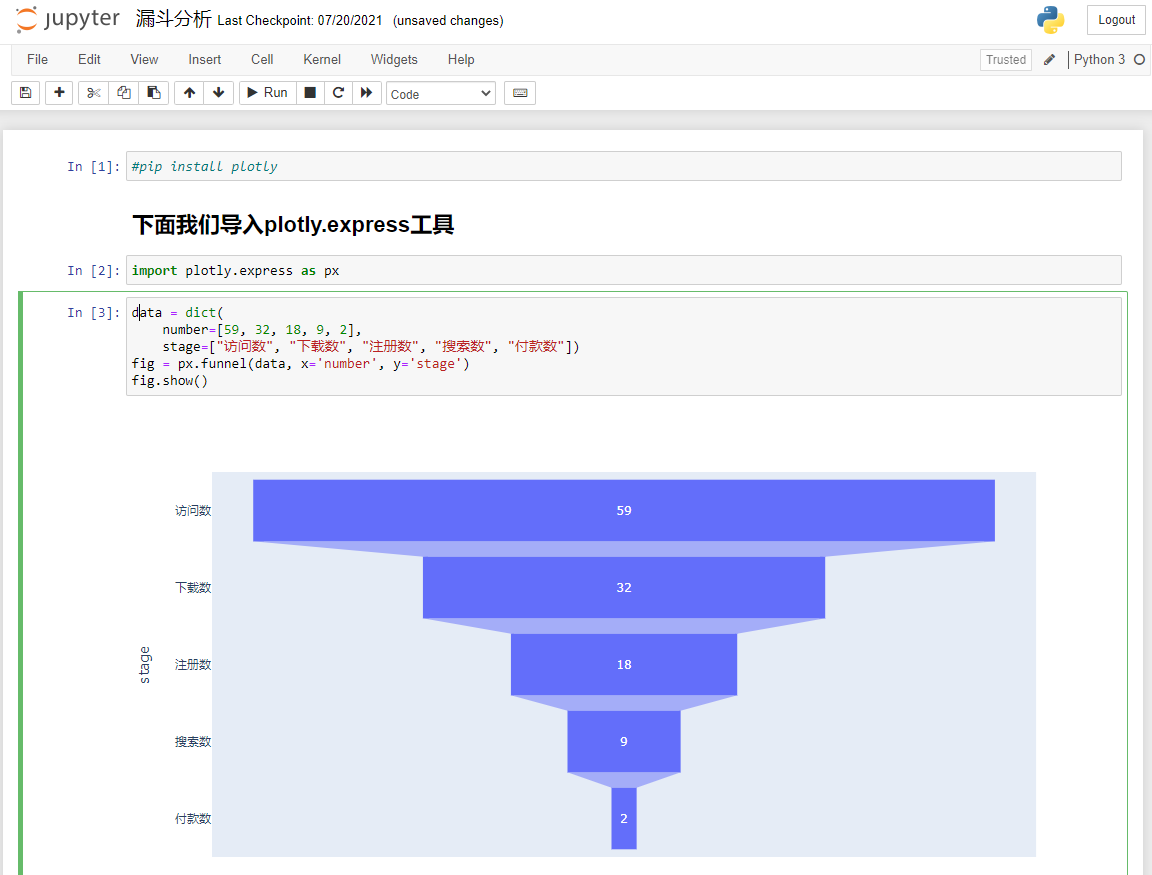 jupyter 漏斗分析 Last Checkpoint: 07/20/2021 (unsaved changes) Logout
File Edit View Insert Cell Kernel Widgets Help Trusted Python 3
Run Code
In [1]: #pip install plotly
下面我们导入plotly.express工具
In [2]: import plotly.express as px
In [3]: data = dict(
number=[59, 32, 18, 9, 2],
stage=["访问数", "下载数", "注册数", "搜索数", "付款数"])
fig = px.funnel(data, x='number', y='stage')
fig.show()
访问数 59
下载数 32
stage
注册数 18
搜索数 9
付款数 2